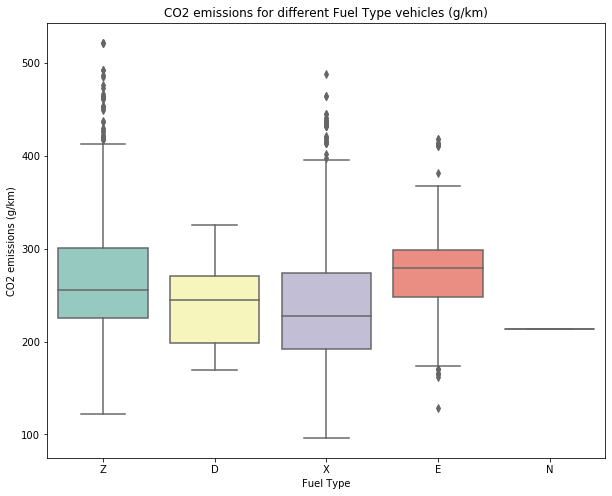 CO2 emissions for different Fuel Type vehicles (g/km)
CO2 emissions (g/km)
500
400
300
200
100
Z D X E N
Fuel Type